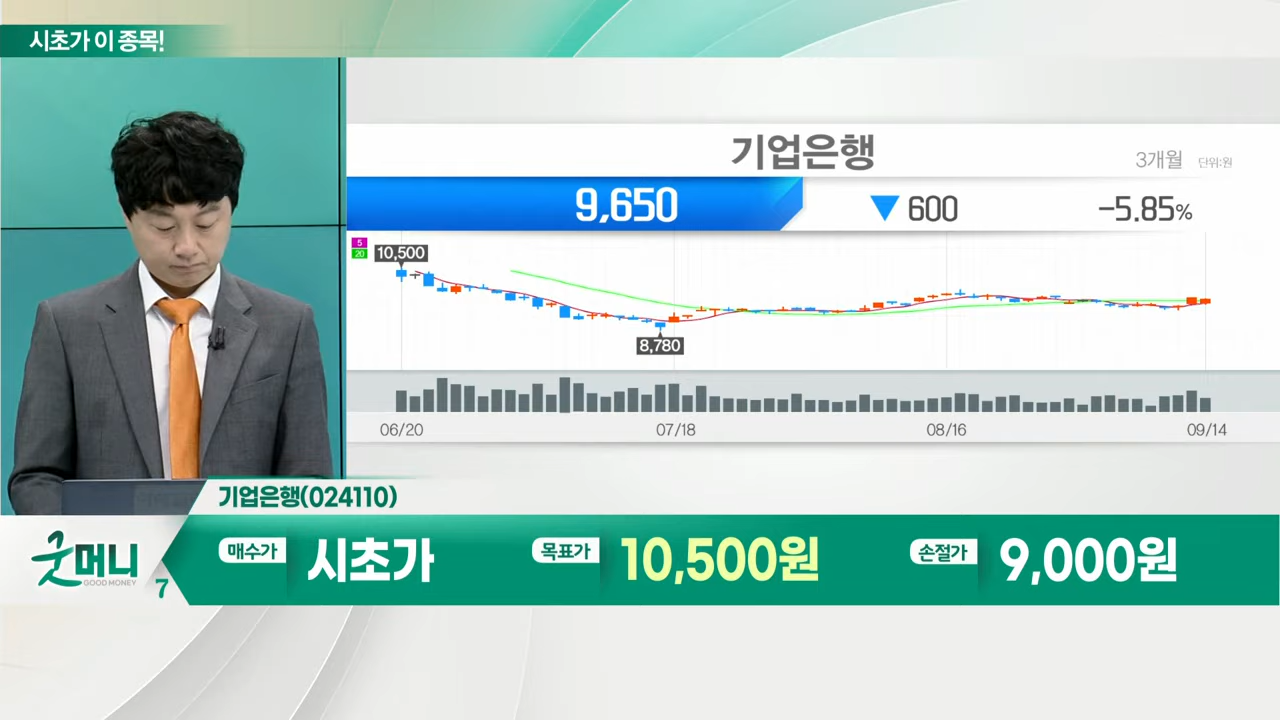 시초가 이 종목!
기업은행
3개월 단위:원
9,650 ▼600 -5.85%
5
20
10,500
8,780
06/20 07/18 08/16 09/14
기업은행(024110)
굿머니
GOOD MONEY
7
매수가 시초가 목표가 10,500원 손절가 9,000원